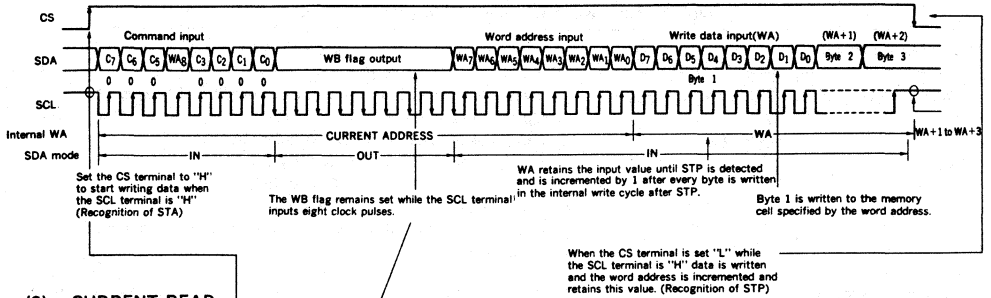 CS
Command input
Word address input
Write data input(WA)
(WA+1)
(WA+2)
SDA
C7 C6 C5 WA8 C3 C2 C1 C0
WB flag output
WA7 WA6 WA5 WA4 WA3 WA2 WA1 WA0
D7 D6 D5 D4 D3 D2 D1 D0
Byte 2
Byte 3
0 0 0 0 0 0 0
Byte 1
SCL
Internal WA
CURRENT ADDRESS
WA
WA+1 to WA+3
SDA mode
IN
OUT
IN
Set the CS terminal to "H"
to start writing data when
the SCL terminal is "H"
(Recognition of STA)
The WB flag remains set while the SCL terminal
inputs eight clock pulses.
WA retains the input value until STP is detected
and is incremented by 1 after every byte is written
in the internal write cycle after STP.
Byte 1 is written to the memory
cell specified by the word address.
When the CS terminal is set "L" while
the SCL terminal is "H" data is written
and the word address is incremented and
retains this value. (Recognition of STP)
CURRENT READ